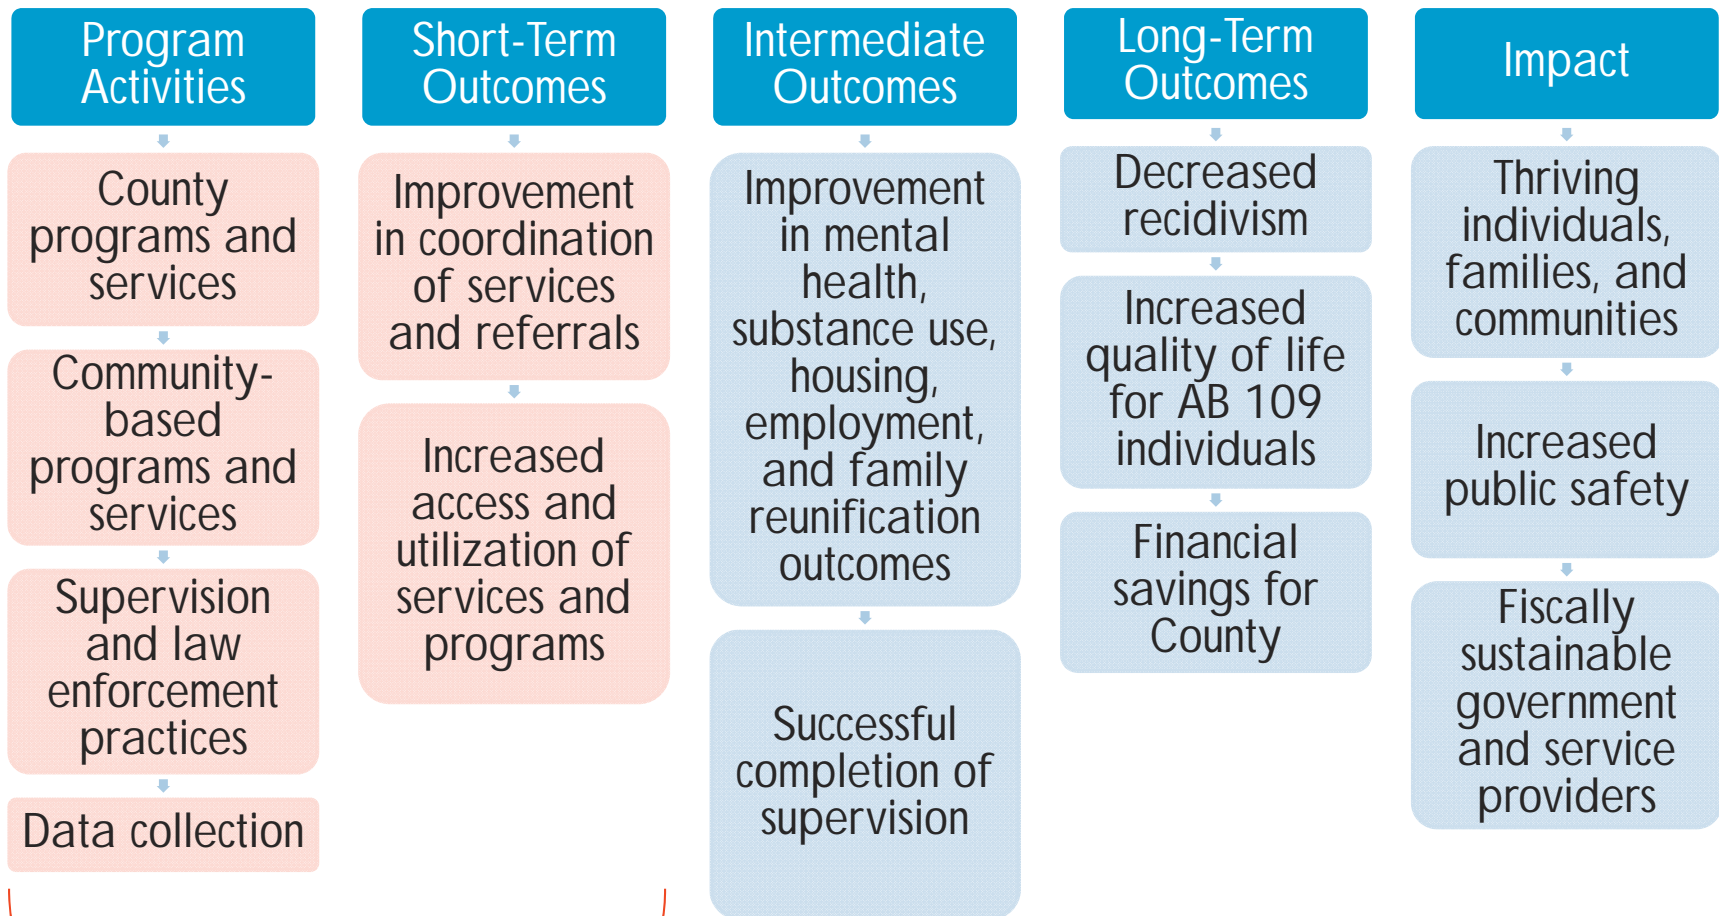 Program
Activities
County
programs and
services
Community-
based
programs and
services
Supervision
and law
enforcement
practices
Data collection
Short-Term
Outcomes
Improvement
in coordination
of services
and referrals
Increased
access and
utilization of
services and
programs
Intermediate
Outcomes
Improvement
in mental
health,
substance use,
housing,
employment,
and family
reunification
outcomes
Successful
completion of
supervision
Long-Term
Outcomes
Decreased
recidivism
Increased
quality of life
for AB 109
individuals
Financial
savings for
County
Impact
Thriving
individuals,
families, and
communities
Increased
public safety
Fiscally
sustainable
government
and service
providers